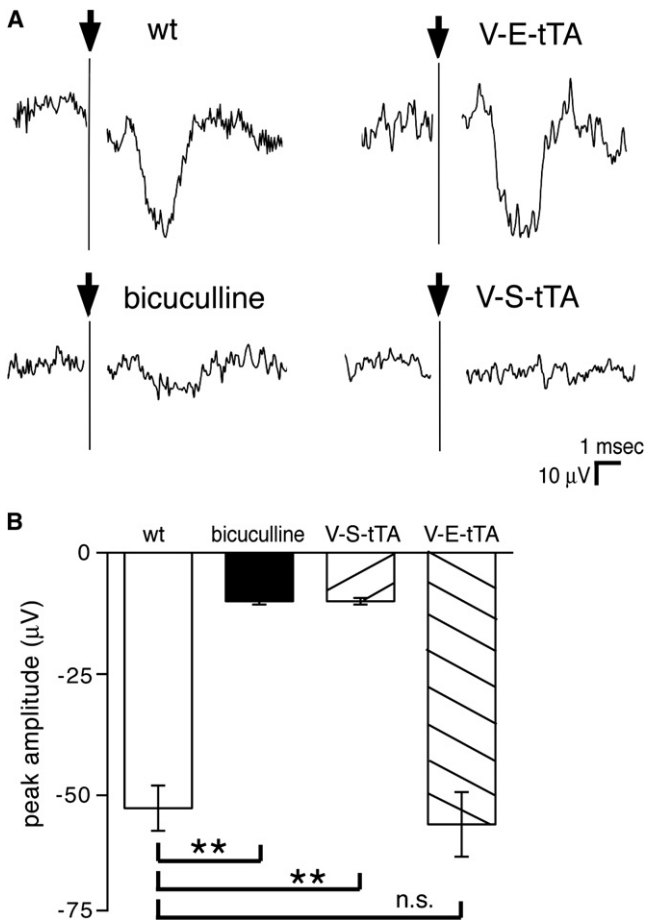 A
wt
V-E-tTA
bicuculline
V-S-tTA
1 msec
10 µV
B
wt bicuculline V-S-tTA V-E-tTA
peak amplitude (µV)
0
-25
-50
-75
**
**
n.s.